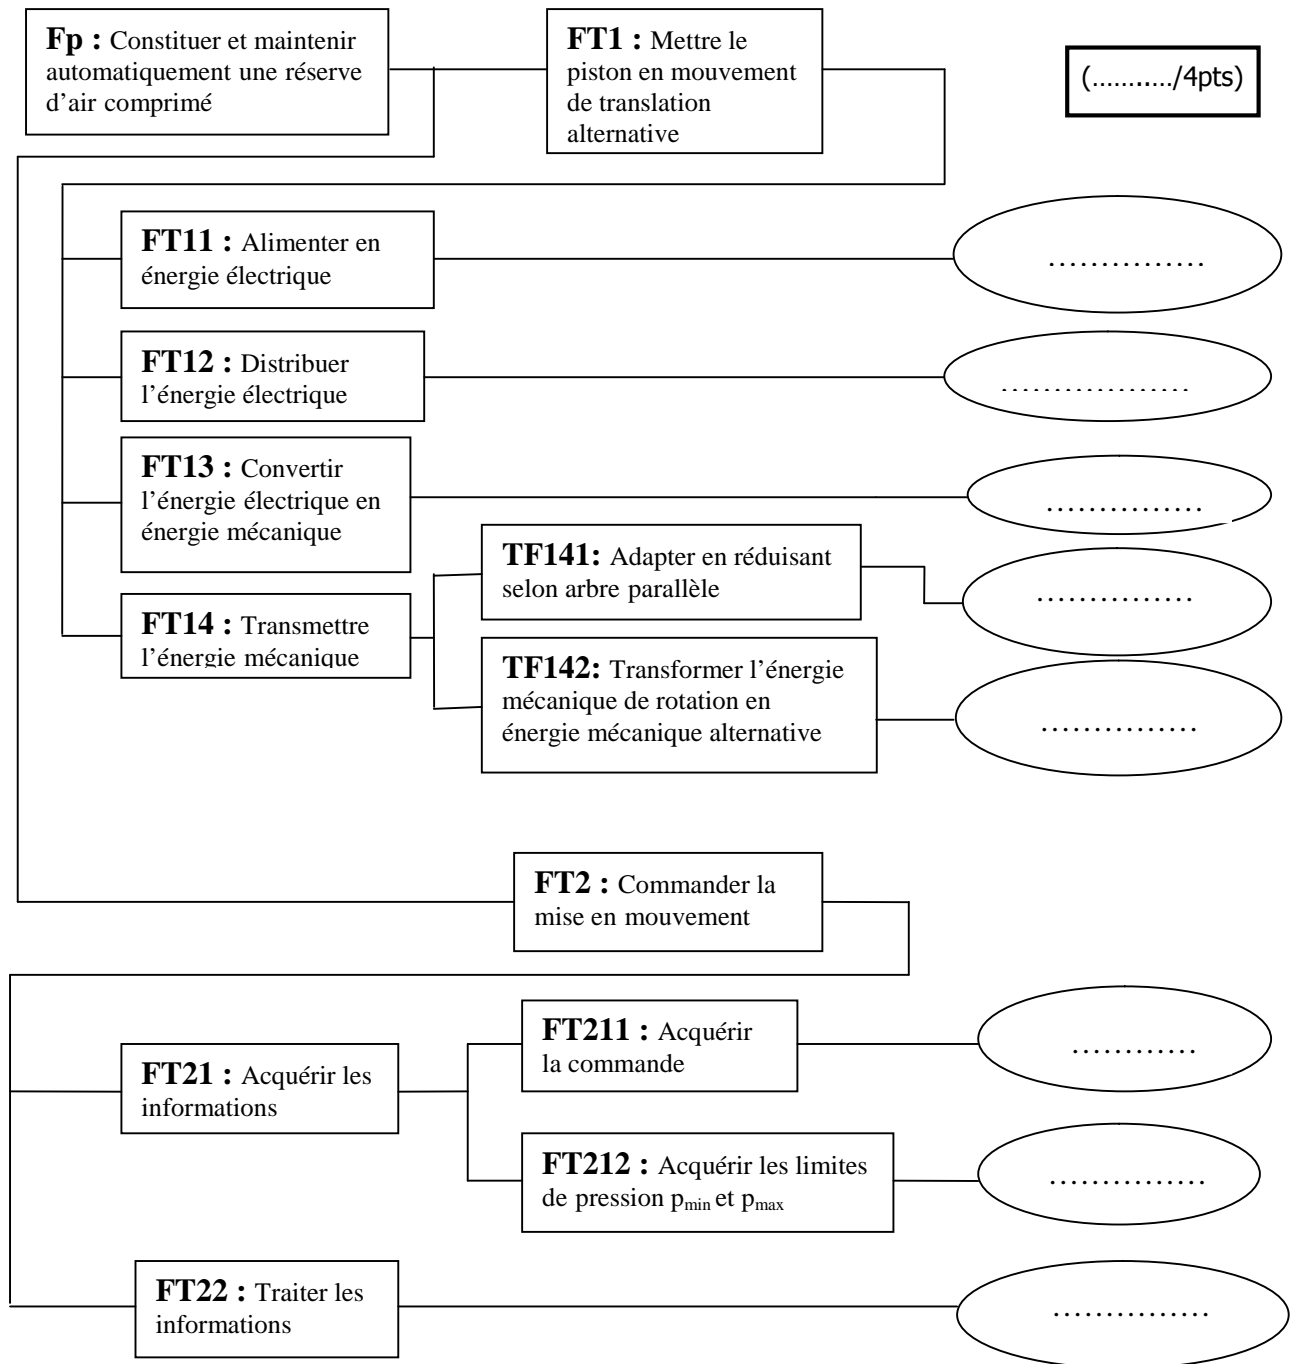 Fp : Constituer et maintenir
automatiquement une réserve
d’air comprimé
FT1 : Mettre le
piston en mouvement
de translation
alternative
(……..…/4pts)
FT11 : Alimenter en
énergie électrique
……………
FT12 : Distribuer
l’énergie électrique
………………
FT13 : Convertir
l’énergie électrique en
énergie mécanique
……………
TF141: Adapter en réduisant
selon arbre parallèle
……………
FT14 : Transmettre
l’énergie mécanique
TF142: Transformer l’énergie
mécanique de rotation en
énergie mécanique alternative
……………
FT2 : Commander la
mise en mouvement
FT211 : Acquérir
la commande
…………
FT21 : Acquérir les
informations
FT212 : Acquérir les limites
de pression pmin et pmax
……………
FT22 : Traiter les
informations
……………